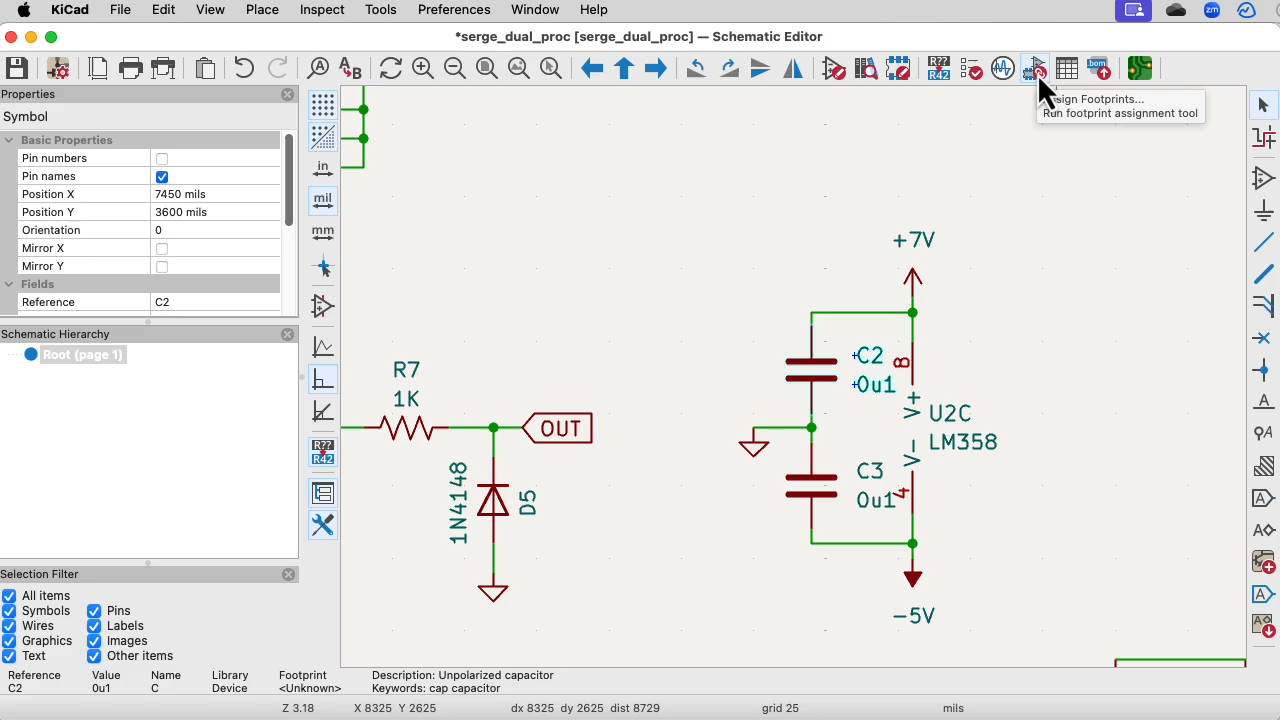 KiCad File Edit View Place Inspect Tools Preferences Window Help
zm
*serge_dual_proc [serge_dual_proc] — Schematic Editor
A A B R?? R42 bom
Properties
Symbol
Basic Properties
Pin numbers
Pin names
Position X 7450 mils
Position Y 3600 mils
Orientation 0
Mirror X
Mirror Y
Fields
Reference C2
Schematic Hierarchy
Root (page 1)
Selection Filter
All items
Symbols Pins
Wires Labels
Graphics Images
Text Other items
in
mil
mm
R??
R42
sign Footprints...
Run footprint assignment tool
+7V
R7
1K
OUT
1N4148
D5
C2
0u1
8
+
U2C
LM358
C3
0u1
4
−5V
A
Reference Value Name Library Footprint Description: Unpolarized capacitor
C2 0u1 C Device <Unknown> Keywords: cap capacitor
Z 3.18 X 8325 Y 2625 dx 8325 dy 2625 dist 8729 grid 25 mils